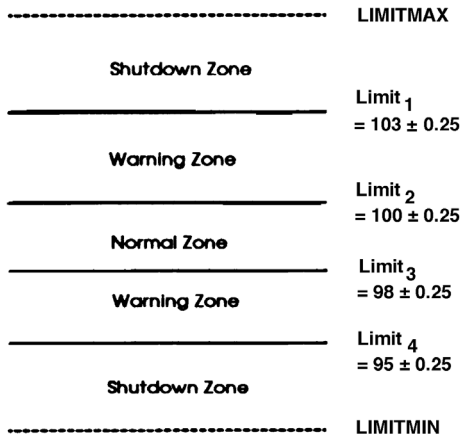 LIMITMAX
Shutdown Zone
Limit 1
= 103 ± 0.25
Warning Zone
Limit 2
= 100 ± 0.25
Normal Zone
Limit 3
= 98 ± 0.25
Warning Zone
Limit 4
= 95 ± 0.25
Shutdown Zone
LIMITMIN